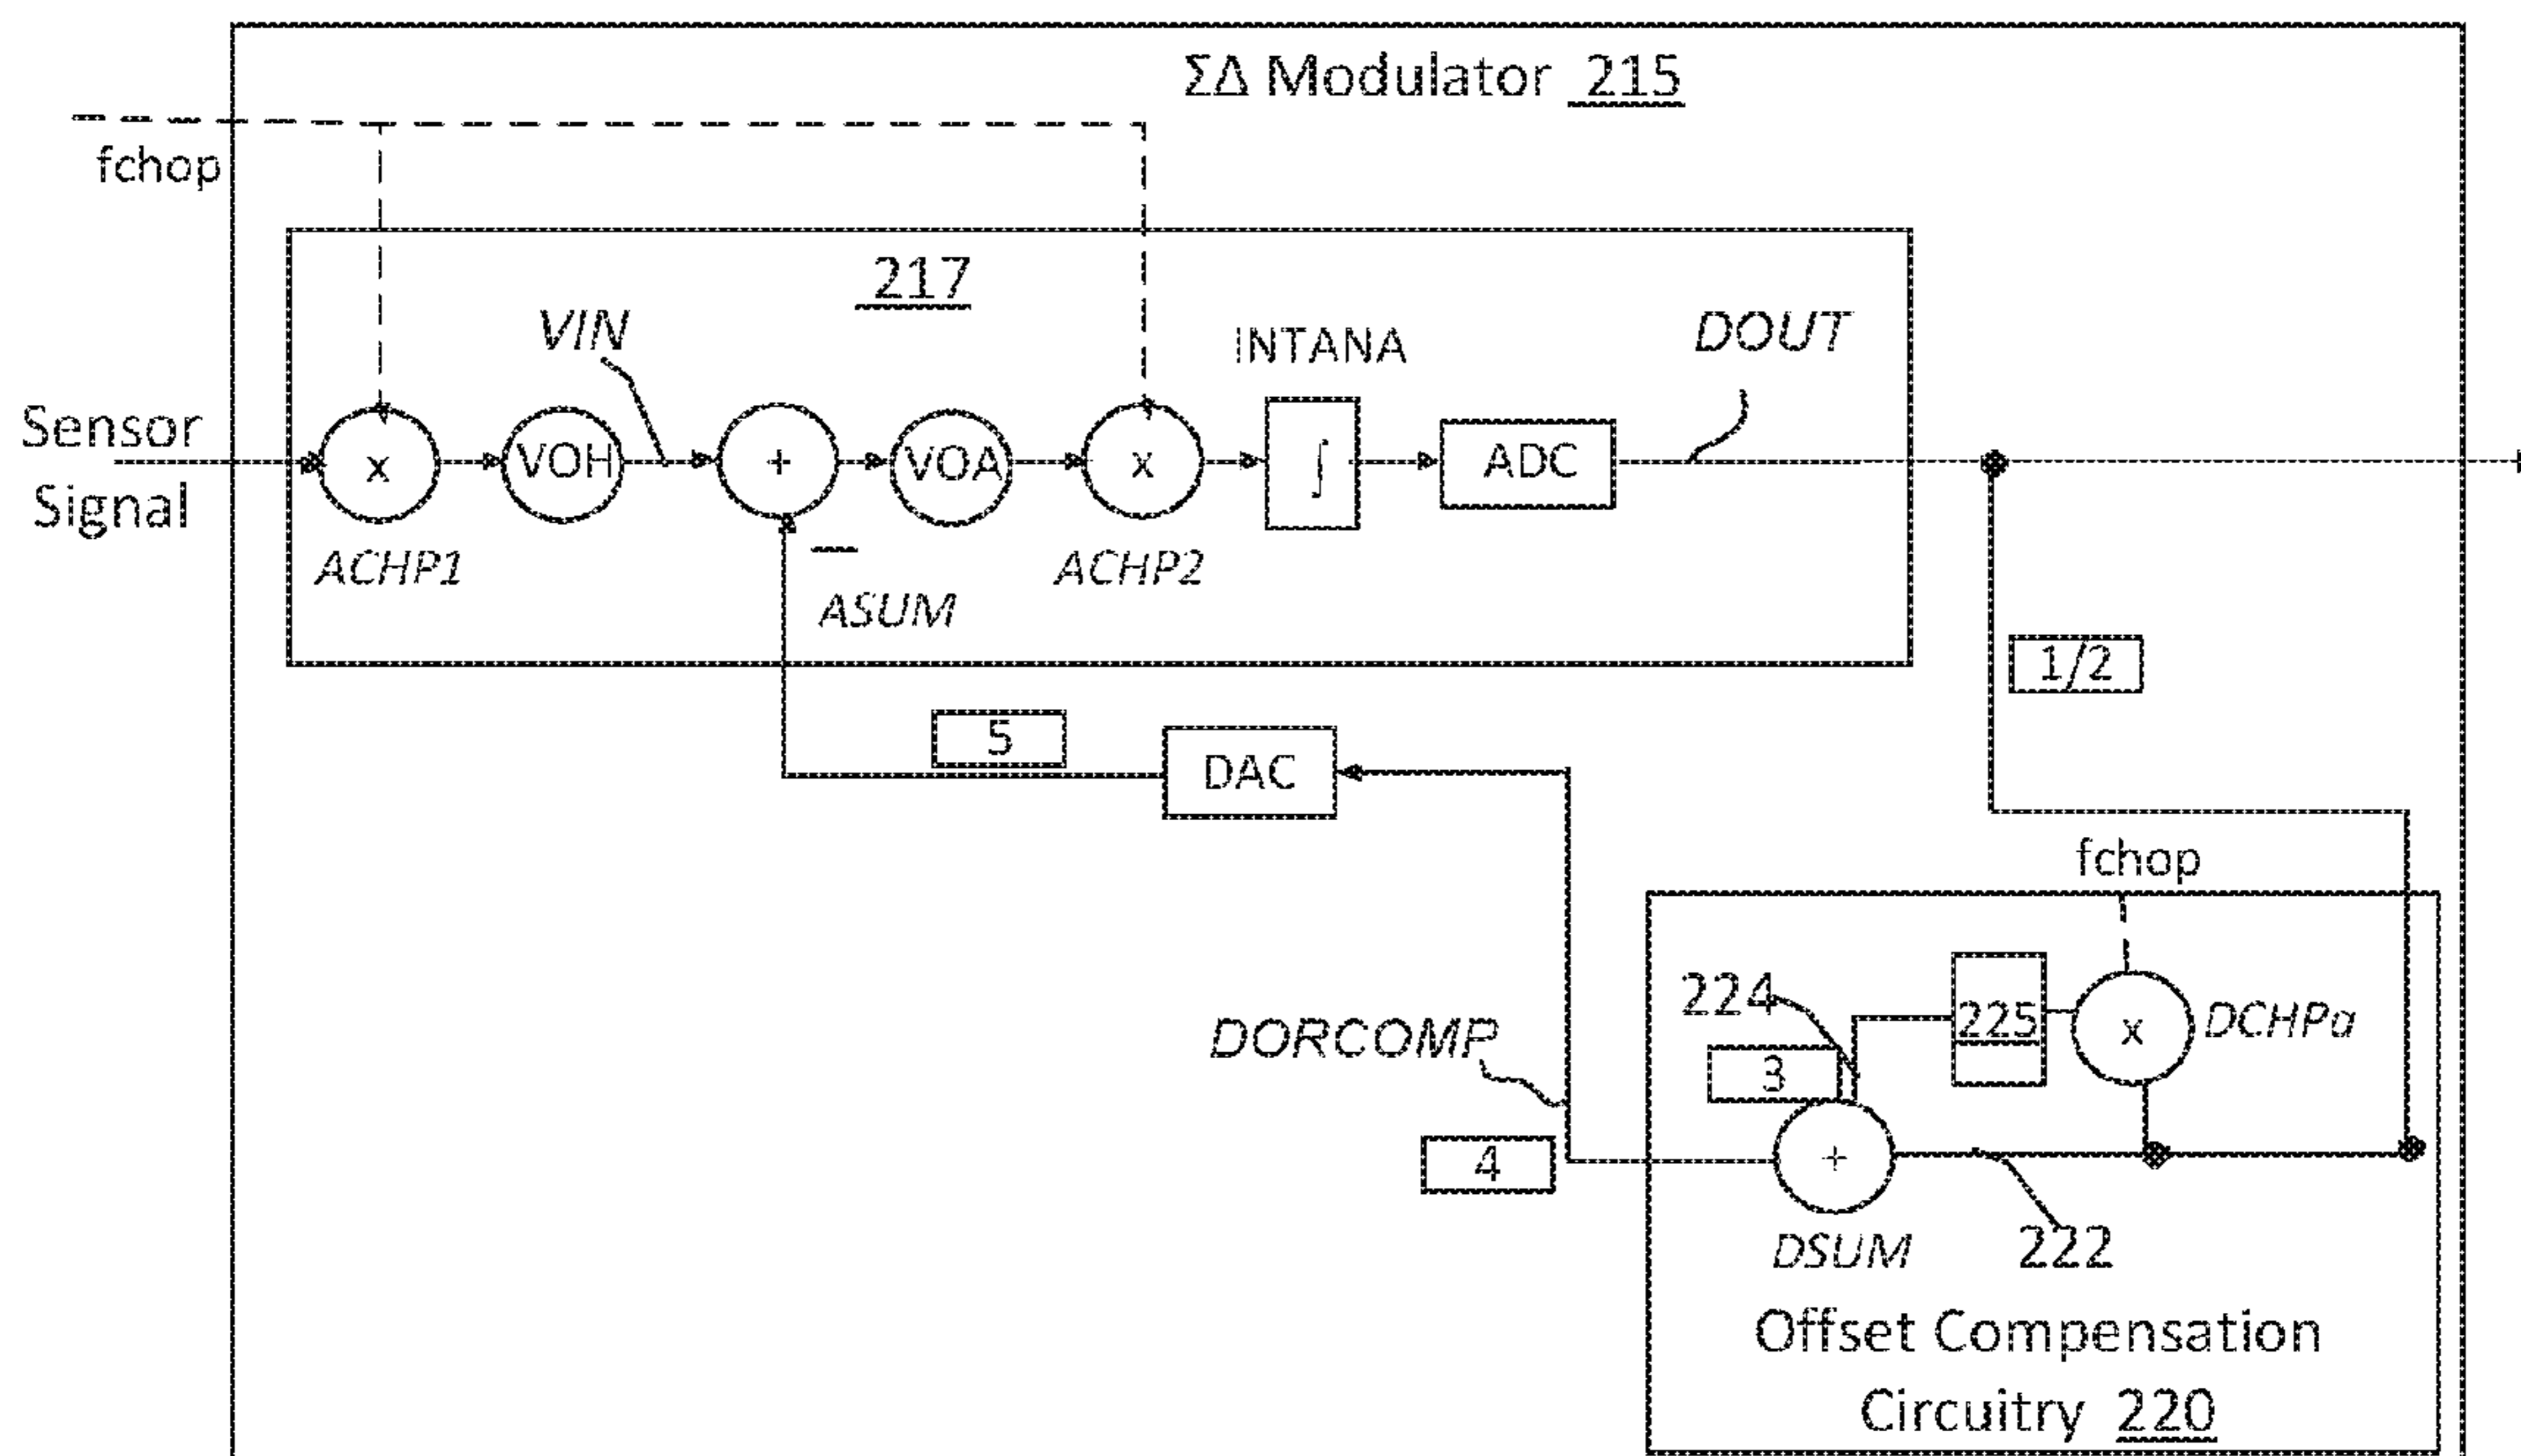 ΣΔ Modulator 215
fchop
217
VIN
INTANA
DOUT
Sensor
Signal
x
VOH
+
VOA
x
∫
ADC
ACHP1
—
ACHP2
ASUM
1/2
5
DAC
fchop
224
225
x
DCHPa
DORCOMP
3
4
+
DSUM
222
Offset Compensation
Circuitry 220